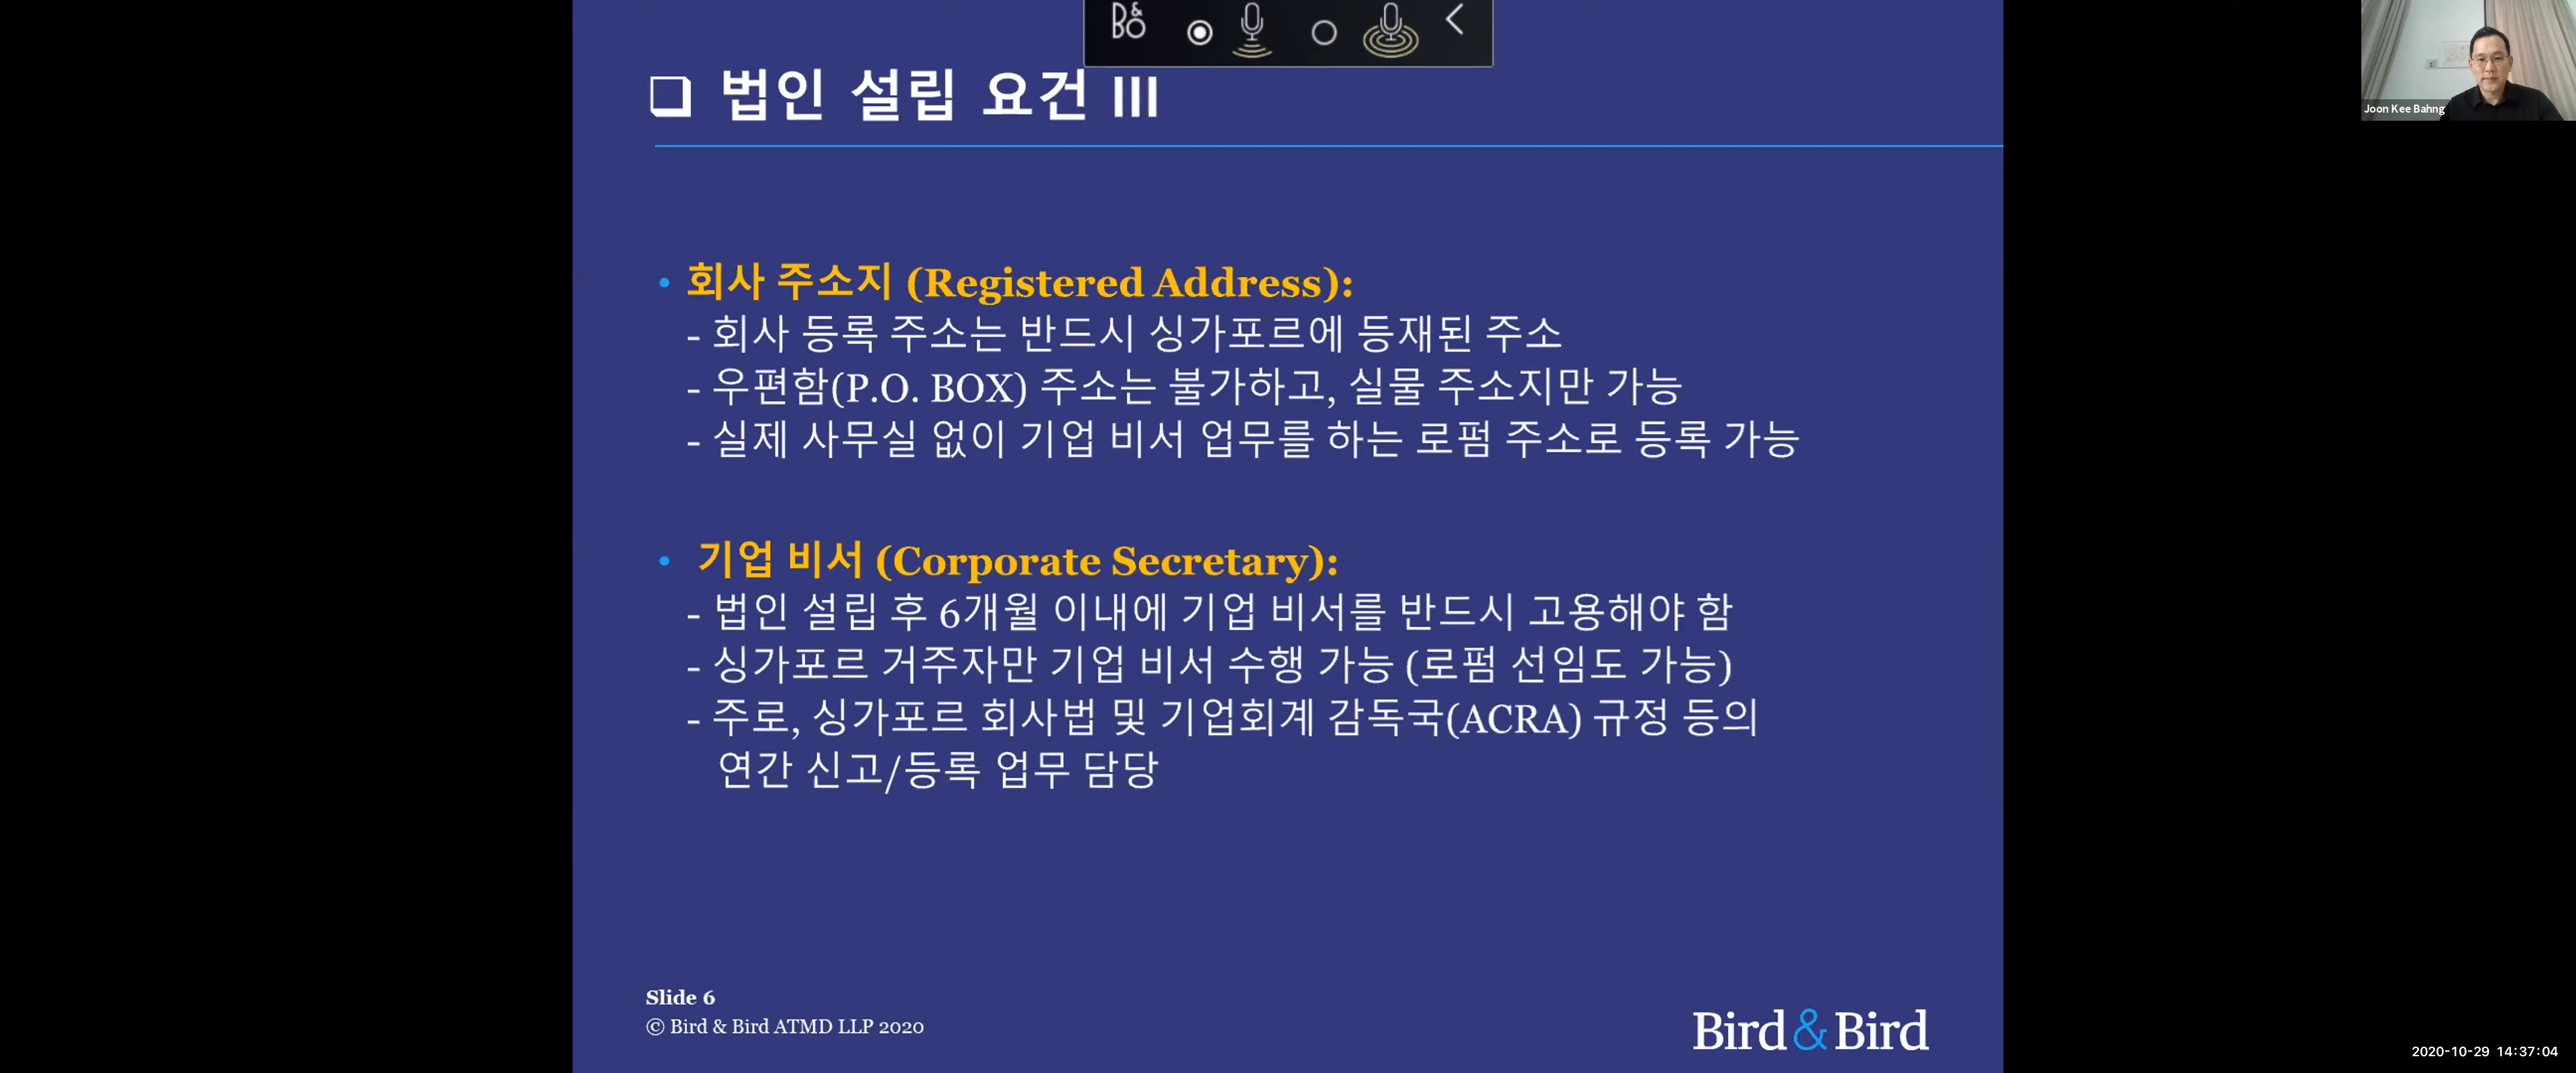 B&O
❑ 법인 설립 요건 III
Joon Kee Bahng
• 회사 주소지 (Registered Address):
- 회사 등록 주소는 반드시 싱가포르에 등재된 주소
- 우편함(P.O. BOX) 주소는 불가하고, 실물 주소지만 가능
- 실제 사무실 없이 기업 비서 업무를 하는 로펌 주소로 등록 가능
• 기업 비서 (Corporate Secretary):
- 법인 설립 후 6개월 이내에 기업 비서를 반드시 고용해야 함
- 싱가포르 거주자만 기업 비서 수행 가능 (로펌 선임도 가능)
- 주로, 싱가포르 회사법 및 기업회계 감독국(ACRA) 규정 등의
연간 신고/등록 업무 담당
Slide 6
© Bird & Bird ATMD LLP 2020
Bird & Bird
2020-10-29 14:37:04